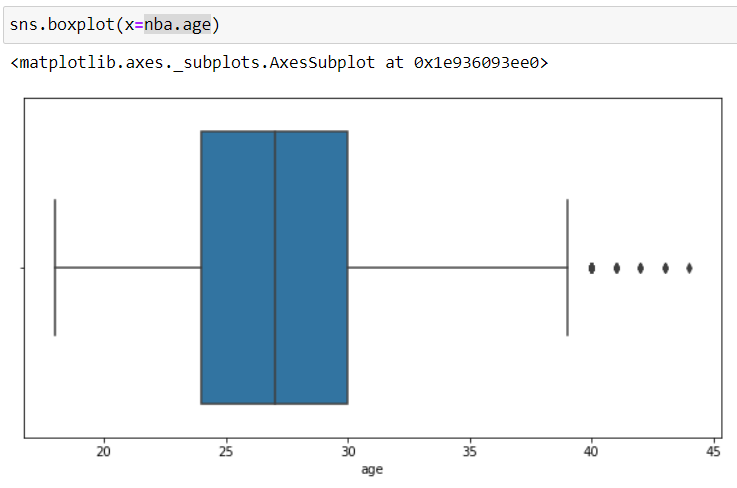 sns.boxplot(x=nba.age)
<matplotlib.axes._subplots.AxesSubplot at 0x1e936093ee0>
20 25 30 35 40 45
age